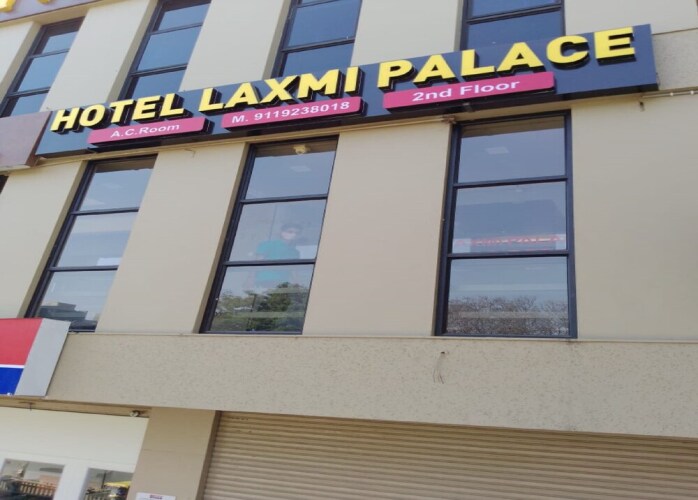 HOTEL LAXMI PALACE
A.C.Room
M. 9119238018
2nd Floor